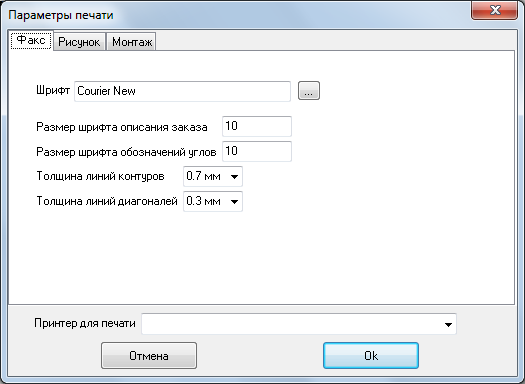 Параметры печати
Факс Рисунок Монтаж
Шрифт Courier New ...
Размер шрифта описания заказа 10
Размер шрифта обозначений углов 10
Толщина линий контуров 0.7 мм
Толщина линий диагоналей 0.3 мм
Принтер для печати
Отмена Ok